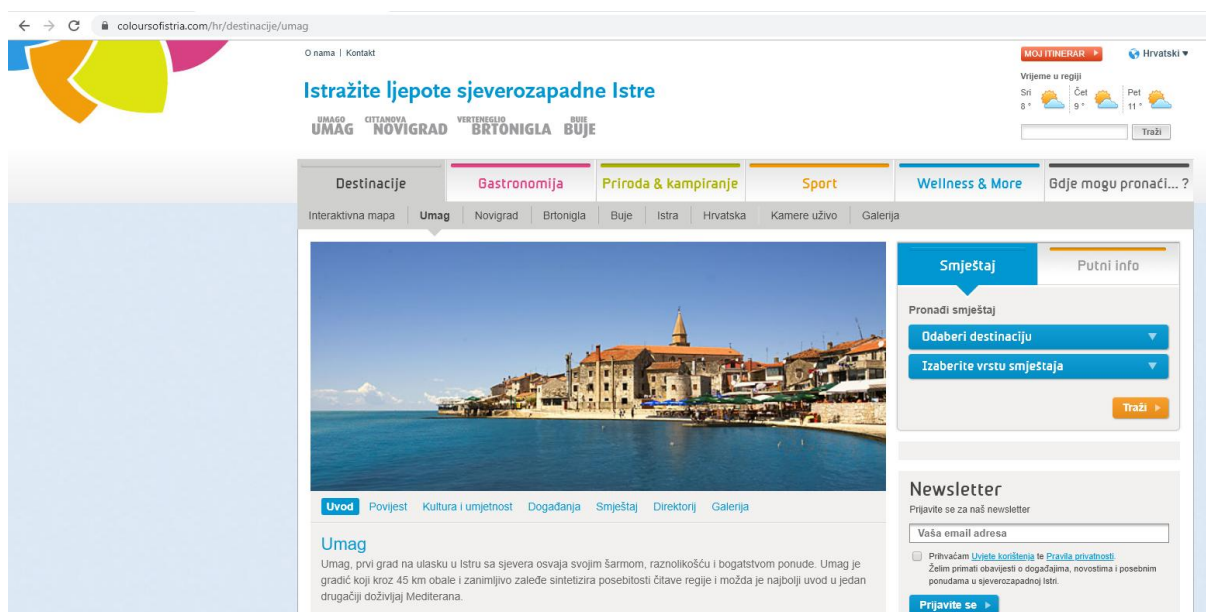 coloursofistria.com/hr/destinacije/umag
O nama | Kontakt
MOJ ITINERAR
Hrvatski
Istražite ljepote sjeverozapadne Istre
Vrijeme u regiji
Sri Čet Pet
8 ° 9 ° 11 °
UMAGO CITTANOVA VERTENEGLIO BUIE
UMAG NOVIGRAD BRTONIGLA BUJE
Traži
Destinacije Gastronomija Priroda & kampiranje Sport Wellness & More Gdje mogu pronaći... ?
Interaktivna mapa Umag Novigrad Brtonigla Buje Istra Hrvatska Kamere uživo Galerija
Smještaj Putni info
Pronađi smještaj
Odaberi destinaciju
Izaberite vrstu smještaja
Traži
Uvod Povijest Kultura i umjetnost Događanja Smještaj Direktorij Galerija
Umag
Umag, prvi grad na ulasku u Istru sa sjevera osvaja svojim šarmom, raznolikošću i bogatstvom ponude. Umag je
gradić koji kroz 45 km obale i zanimljivo zaleđe sintetizira posebitosti čitave regije i možda je najbolji uvod u jedan
drugačiji doživljaj Mediterana.
Newsletter
Prijavite se za naš newsletter
Vaša email adresa
Prihvaćam Uvjete korištenja te Pravila privatnosti.
Želim primati obavijesti o događajima, novostima i posebnim
ponudama u sjeverozapadnoj Istri.
Prijavite se